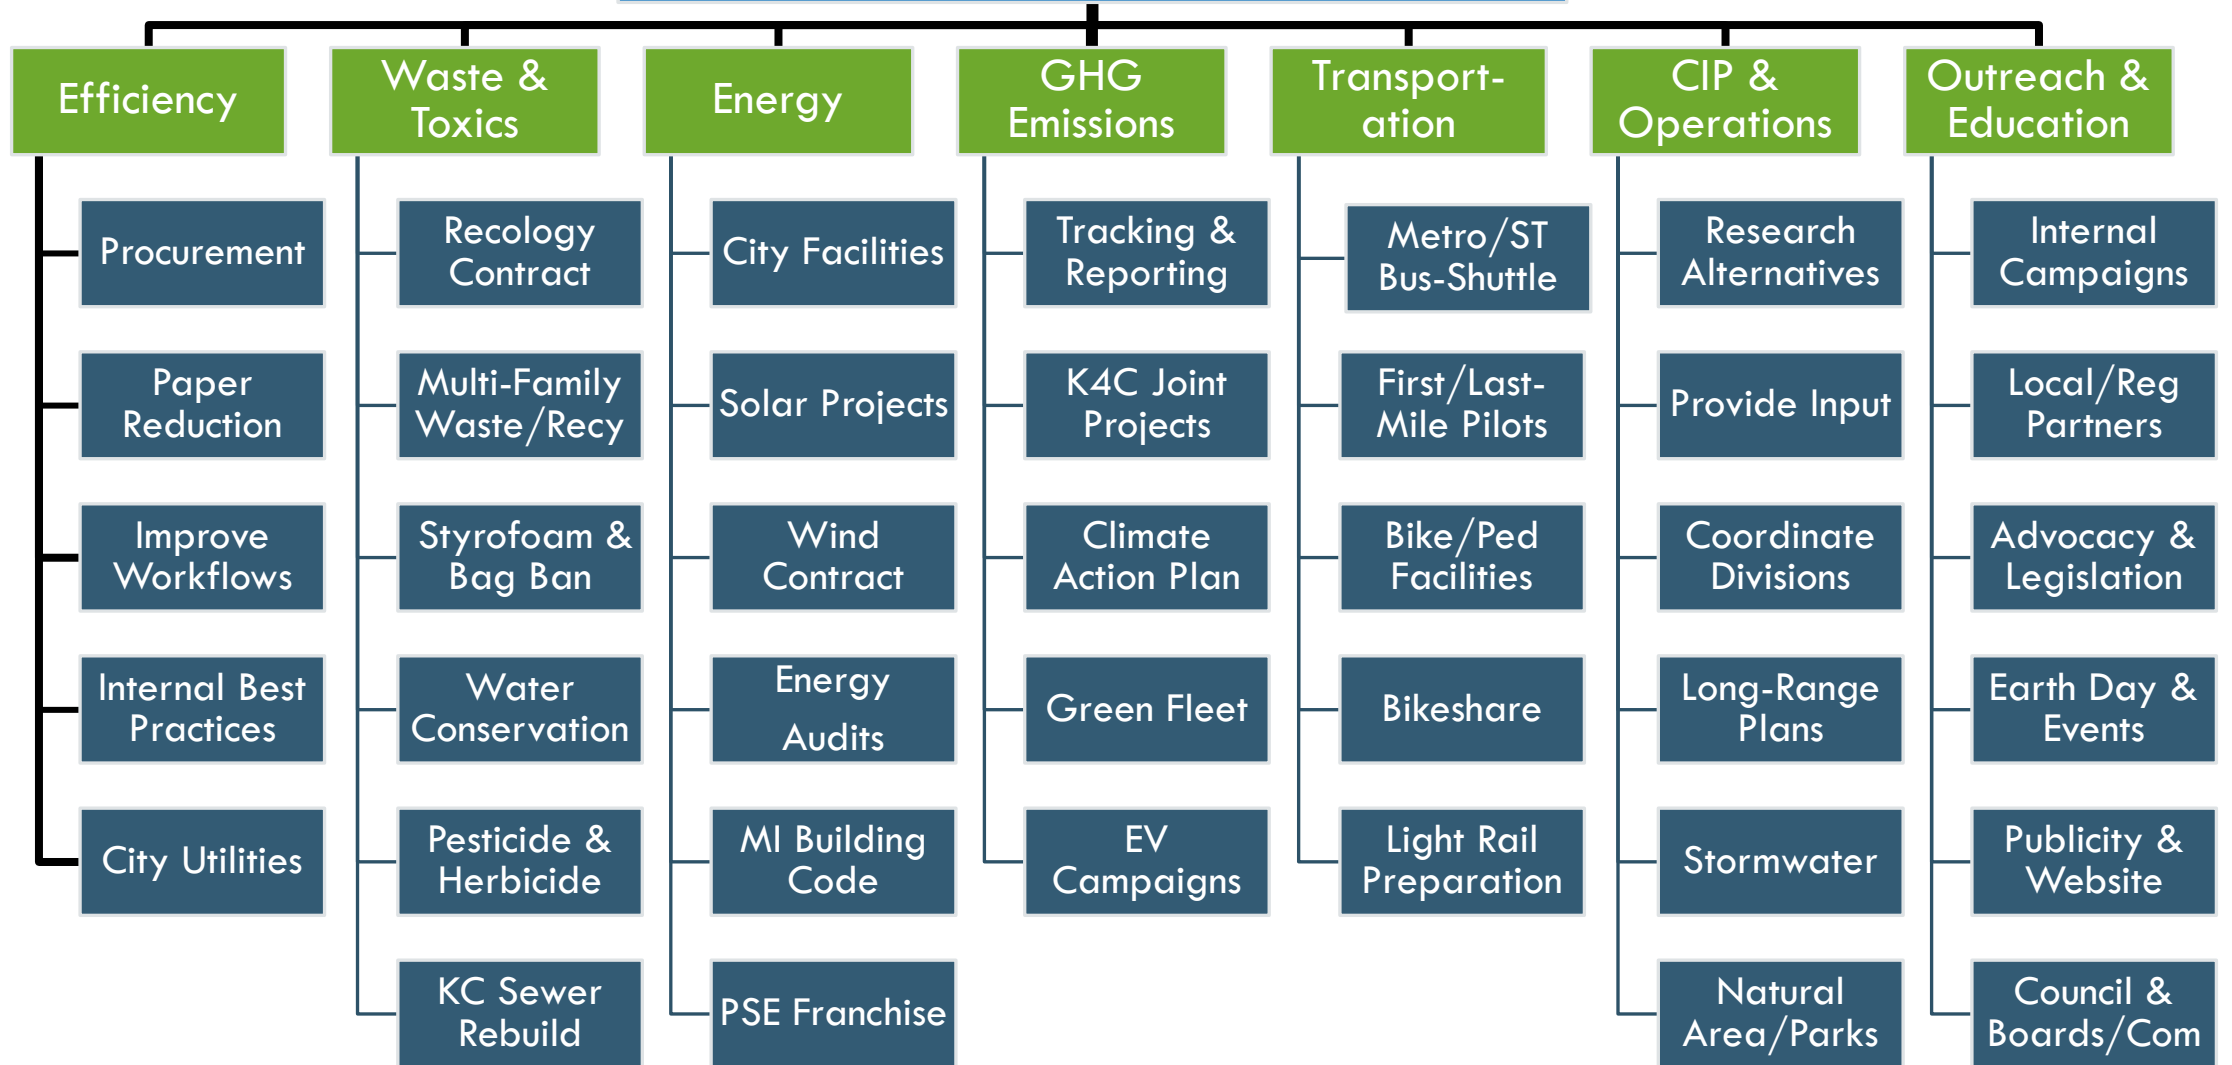 Efficiency
Waste &
Toxics
Energy
GHG
Emissions
Transport-
ation
CIP &
Operations
Outreach &
Education
Procurement
Paper
Reduction
Improve
Workflows
Internal Best
Practices
City Utilities
Recology
Contract
Multi-Family
Waste/Recy
Styrofoam &
Bag Ban
Water
Conservation
Pesticide &
Herbicide
KC Sewer
Rebuild
City Facilities
Solar Projects
Wind
Contract
Energy
Audits
MI Building
Code
PSE Franchise
Tracking &
Reporting
K4C Joint
Projects
Climate
Action Plan
Green Fleet
EV
Campaigns
Metro/ST
Bus-Shuttle
First/Last-
Mile Pilots
Bike/Ped
Facilities
Bikeshare
Light Rail
Preparation
Research
Alternatives
Provide Input
Coordinate
Divisions
Long-Range
Plans
Stormwater
Natural
Area/Parks
Internal
Campaigns
Local/Reg
Partners
Advocacy &
Legislation
Earth Day &
Events
Publicity &
Website
Council &
Boards/Com